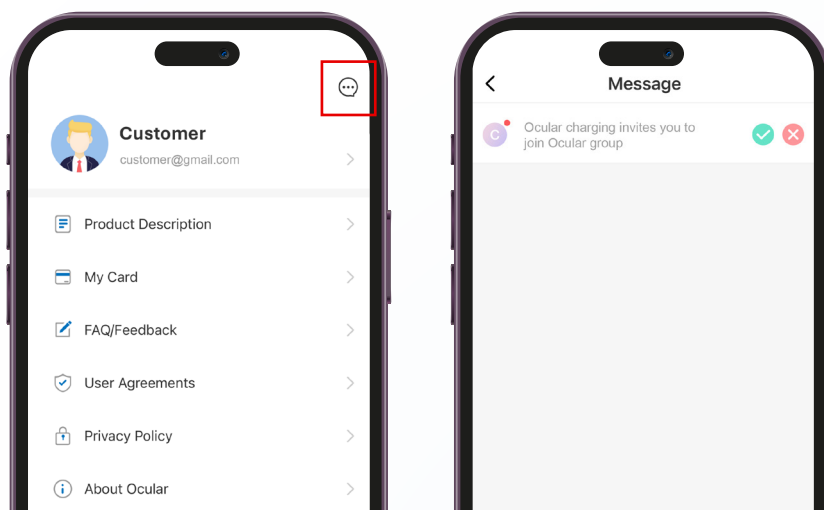 Customer
customer@gmail.com
Product Description
My Card
FAQ/Feedback
User Agreements
Privacy Policy
About Ocular
Message
C
Ocular charging invites you to
join Ocular group